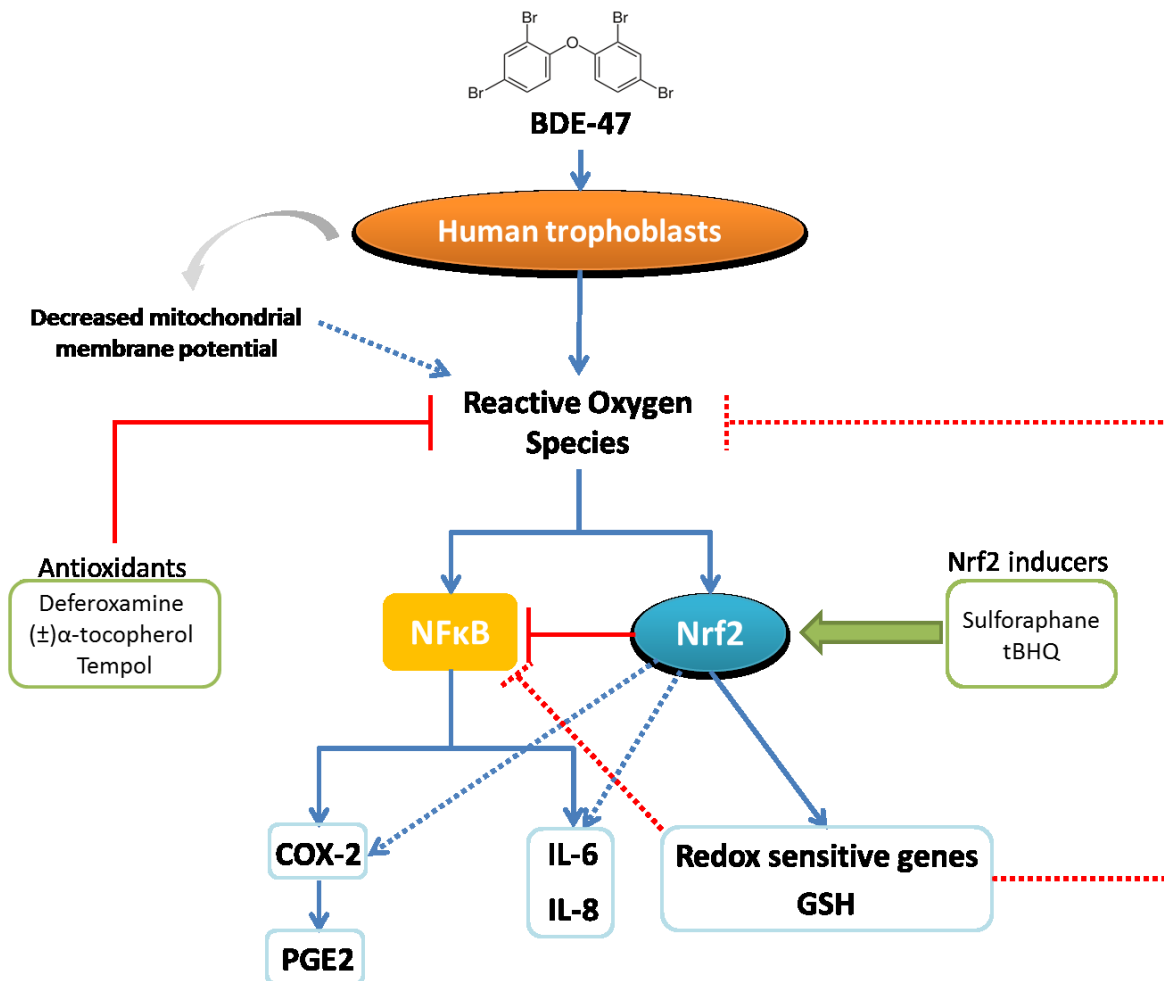 Br
Br
O
Br
Br
BDE-47
Human trophoblasts
Decreased mitochondrial
membrane potential
Reactive Oxygen
Species
Antioxidants
Deferoxamine
(±)α-tocopherol
Tempol
NFκB
Nrf2
Nrf2 inducers
Sulforaphane
tBHQ
COX-2
PGE2
IL-6
IL-8
Redox sensitive genes
GSH